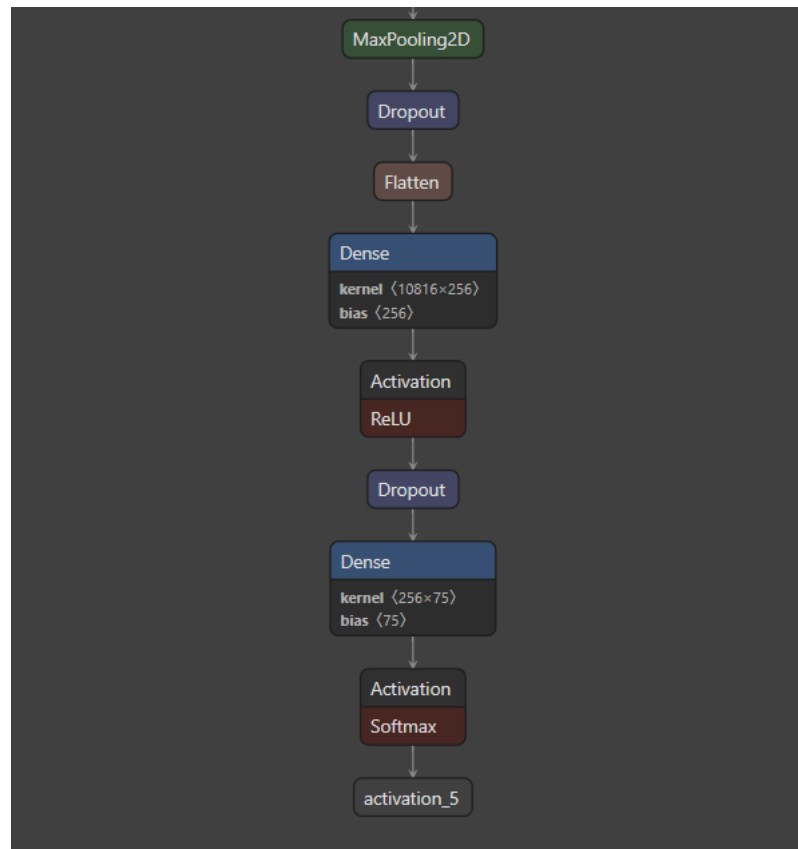 MaxPooling2D
Dropout
Flatten
Dense
kernel 〈10816×256〉
bias 〈256〉
Activation
ReLU
Dropout
Dense
kernel 〈256×75〉
bias 〈75〉
Activation
Softmax
activation_5